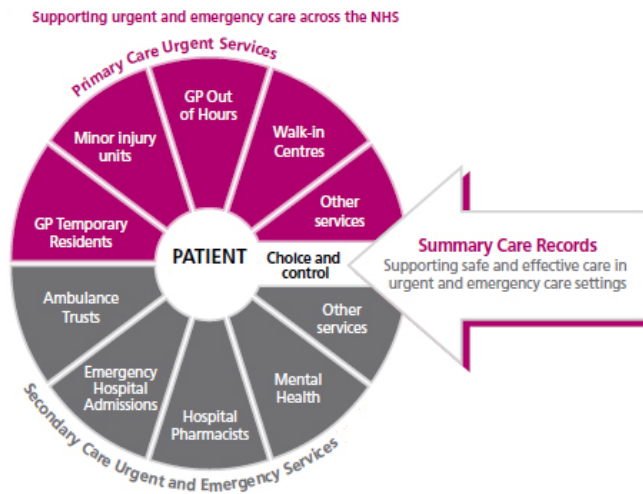 Supporting urgent and emergency care across the NHS
Primary Care Urgent Services
GP Out
of Hours
Minor injury
units
Walk-in
Centres
GP Temporary
Residents
Other
services
PATIENT
Choice and
control
Summary Care Records
Supporting safe and effective care in
urgent and emergency care settings
Ambulance
Trusts
Other
services
Emergency
Hospital
Admissions
Mental
Health
Hospital
Pharmacists
Secondary Care Urgent and Emergency Services